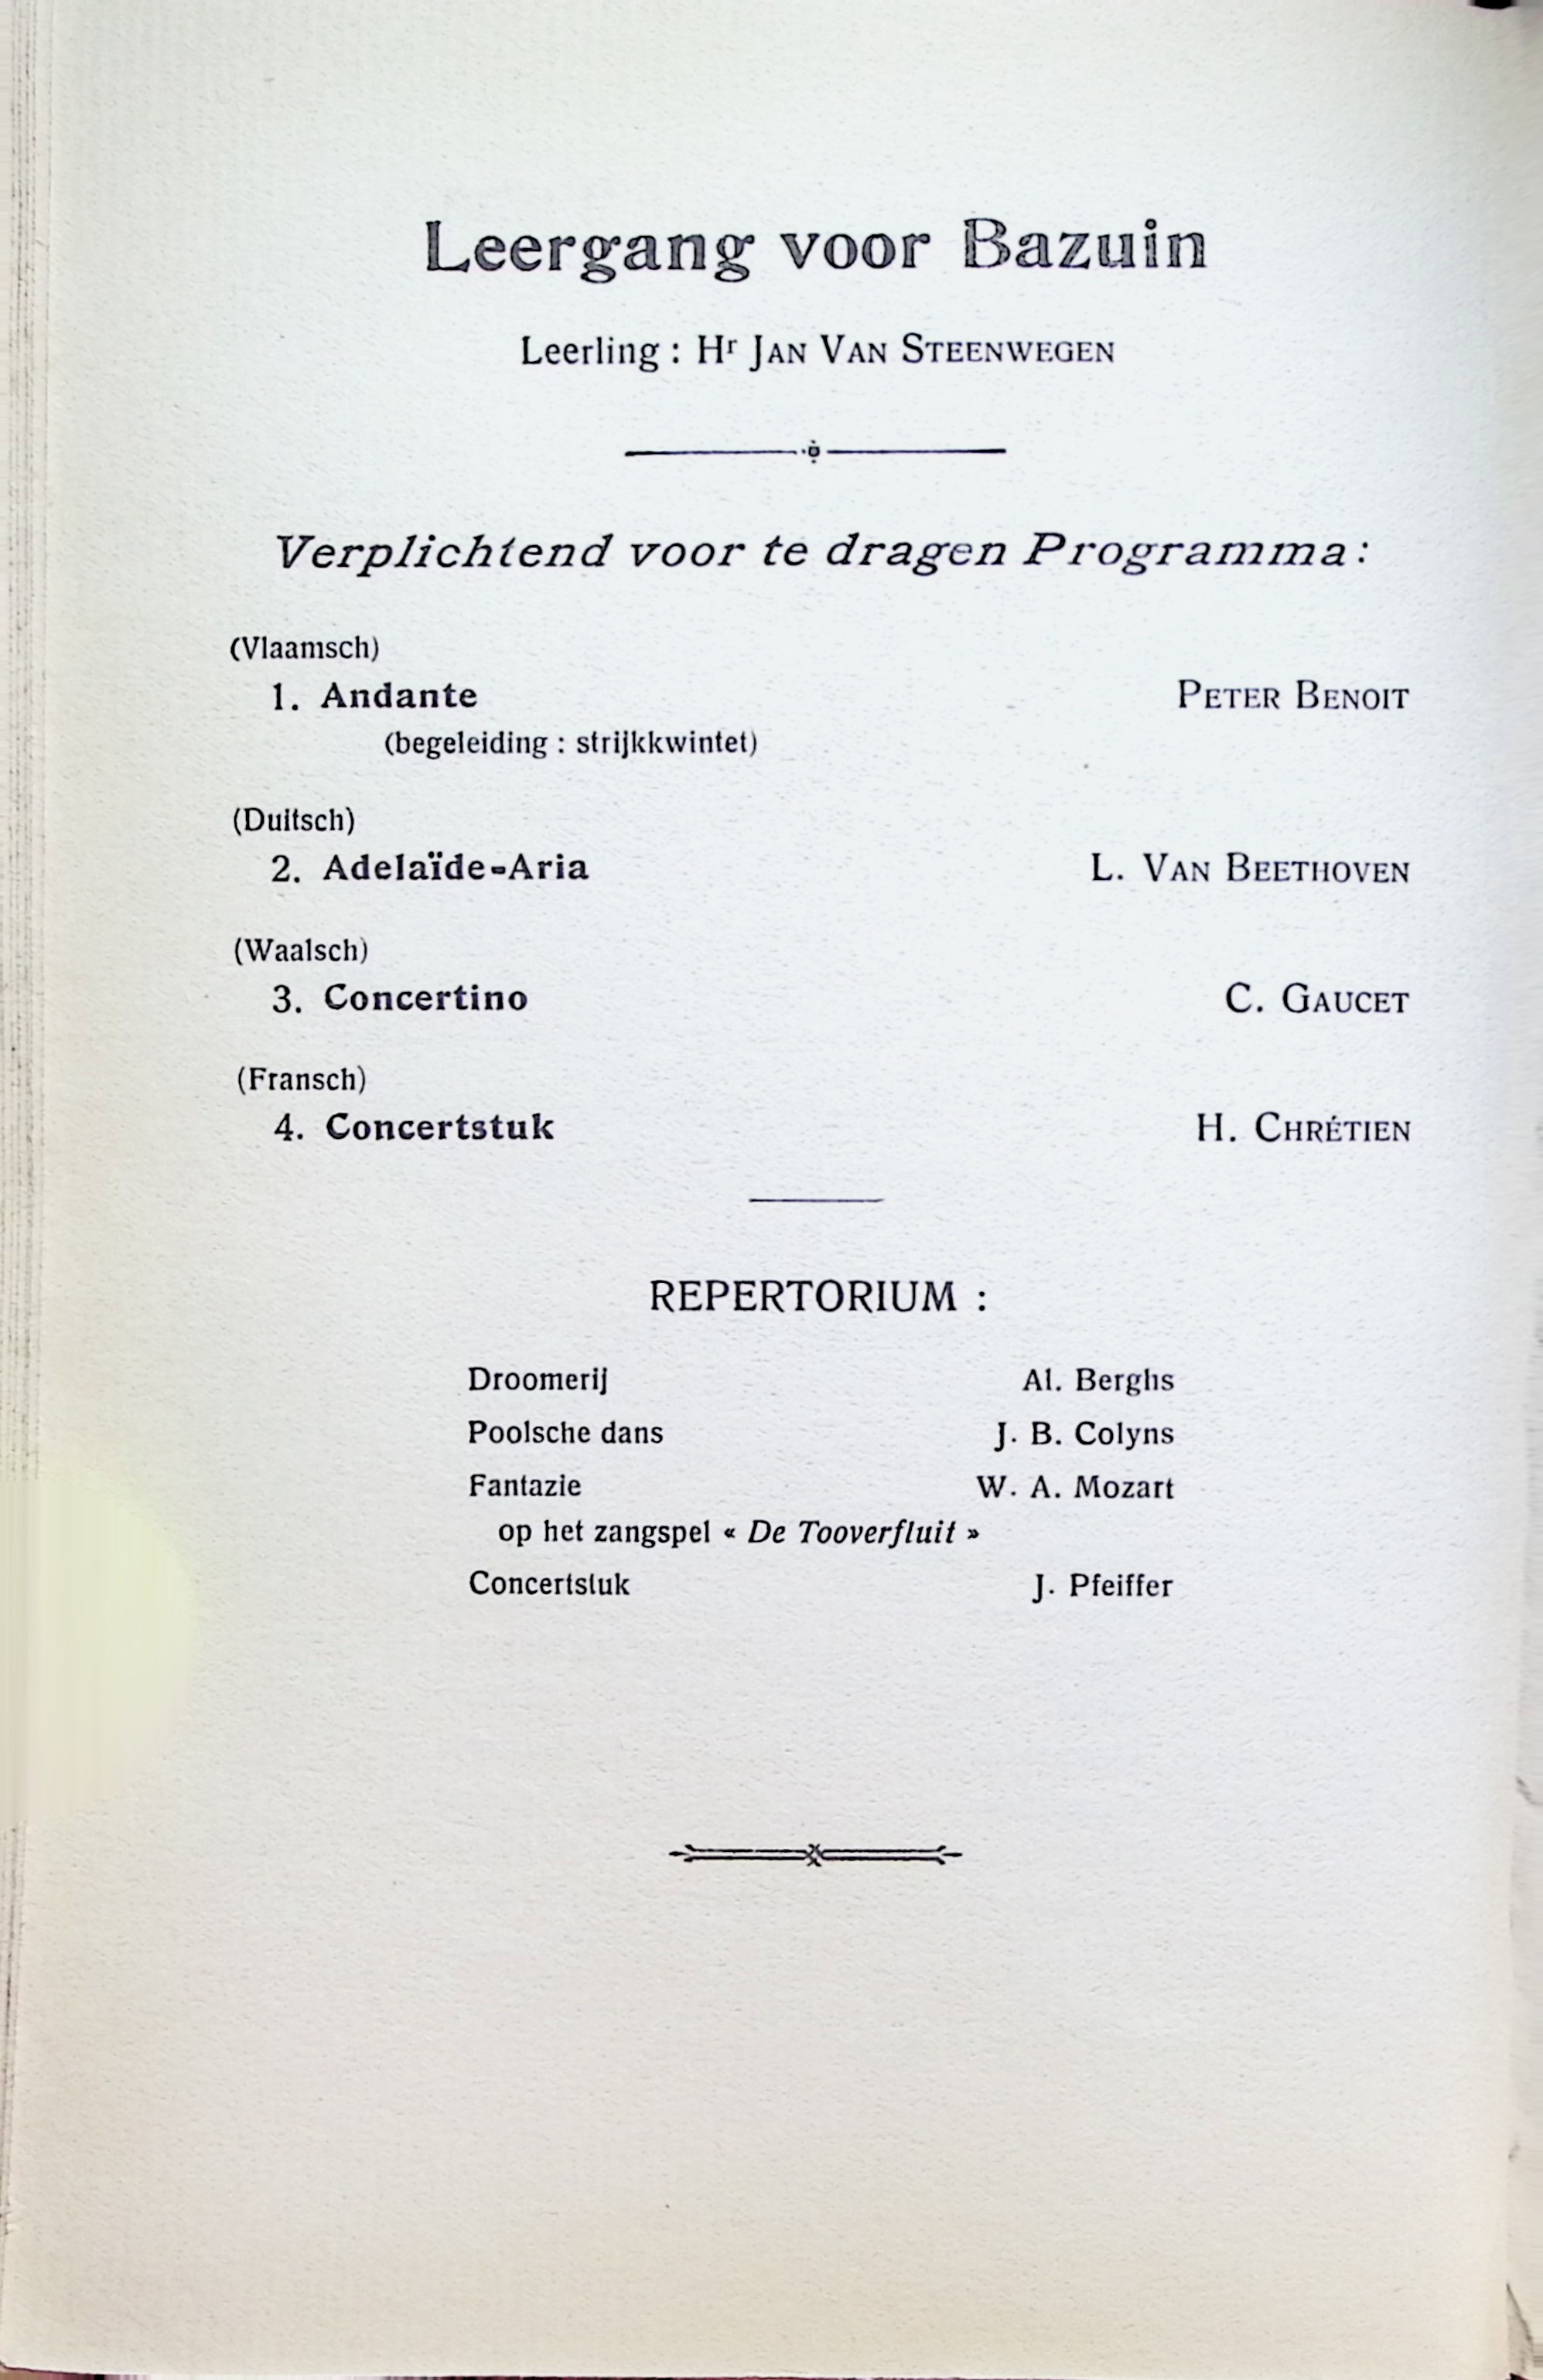 Leergang voor Bazuin
Leerling : Hr JAN VAN STEENWEGEN
Verplichtend voor te dragen Programma :
(Vlaamsch)
1. Andante PETER BENOIT
(begeleiding : strijkkwintet)
(Duitsch)
2. Adelaïde-Aria L. VAN BEETHOVEN
(Waalsch)
3. Concertino C. GAUCET
(Fransch)
4. Concertstuk H. CHRÉTIEN
REPERTORIUM :
Droomerij Al. Berghs
Poolsche dans J. B. Colyns
Fantazie W. A. Mozart
op het zangspel « De Tooverfluit »
Concertstuk J. Pfeiffer